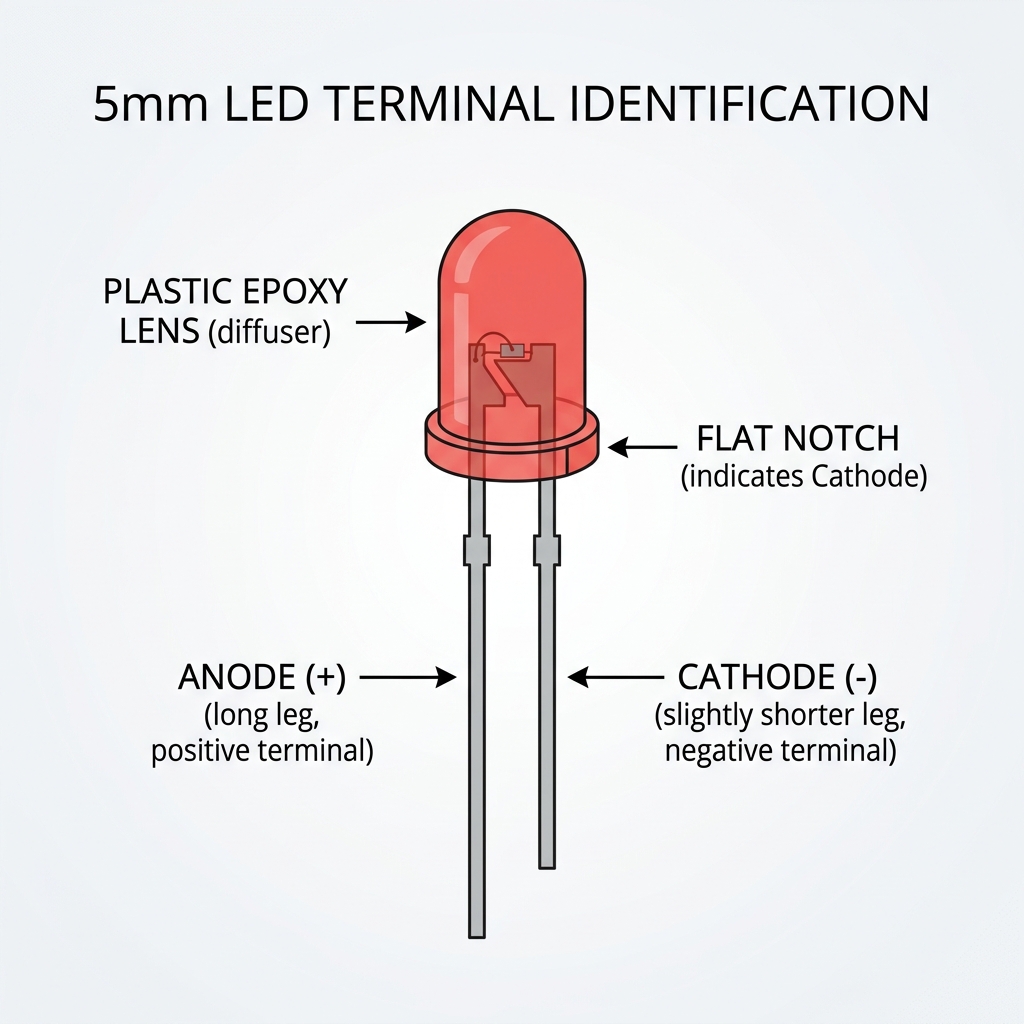 5mm LED TERMINAL IDENTIFICATION
PLASTIC EPOXY
LENS (diffuser)
FLAT NOTCH
(indicates Cathode)
ANODE (+)
(long leg,
positive terminal)
CATHODE (-)
(slightly shorter leg,
negative terminal)